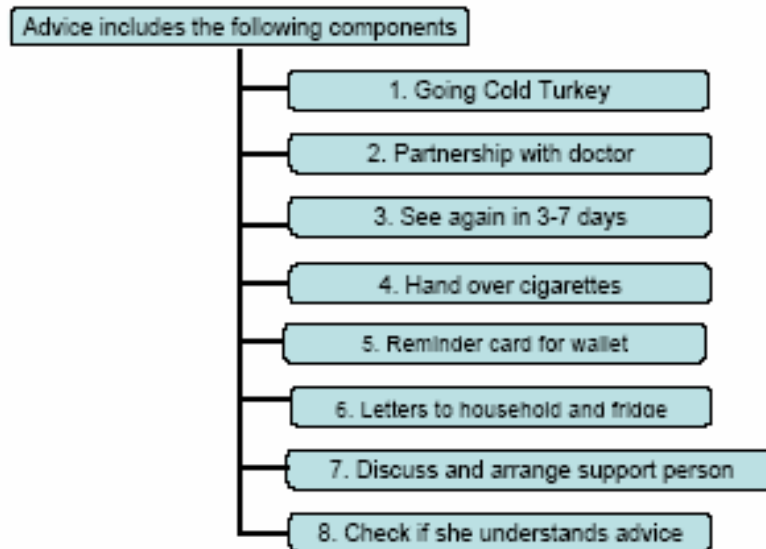 Advice includes the following components
1. Going Cold Turkey
2. Partnership with doctor
3. See again in 3-7 days
4. Hand over cigarettes
5. Reminder card for wallet
6. Letters to household and fridge
7. Discuss and arrange support person
8. Check if she understands advice